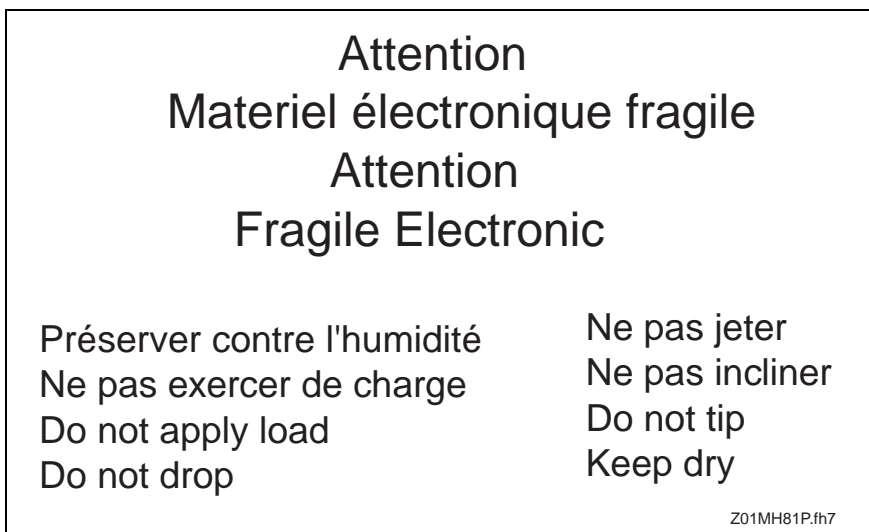 Attention
Materiel électronique fragile
Attention
Fragile Electronic
Préserver contre l'humidité
Ne pas exercer de charge
Do not apply load
Do not drop
Ne pas jeter
Ne pas incliner
Do not tip
Keep dry
Z01MH81P.fh7